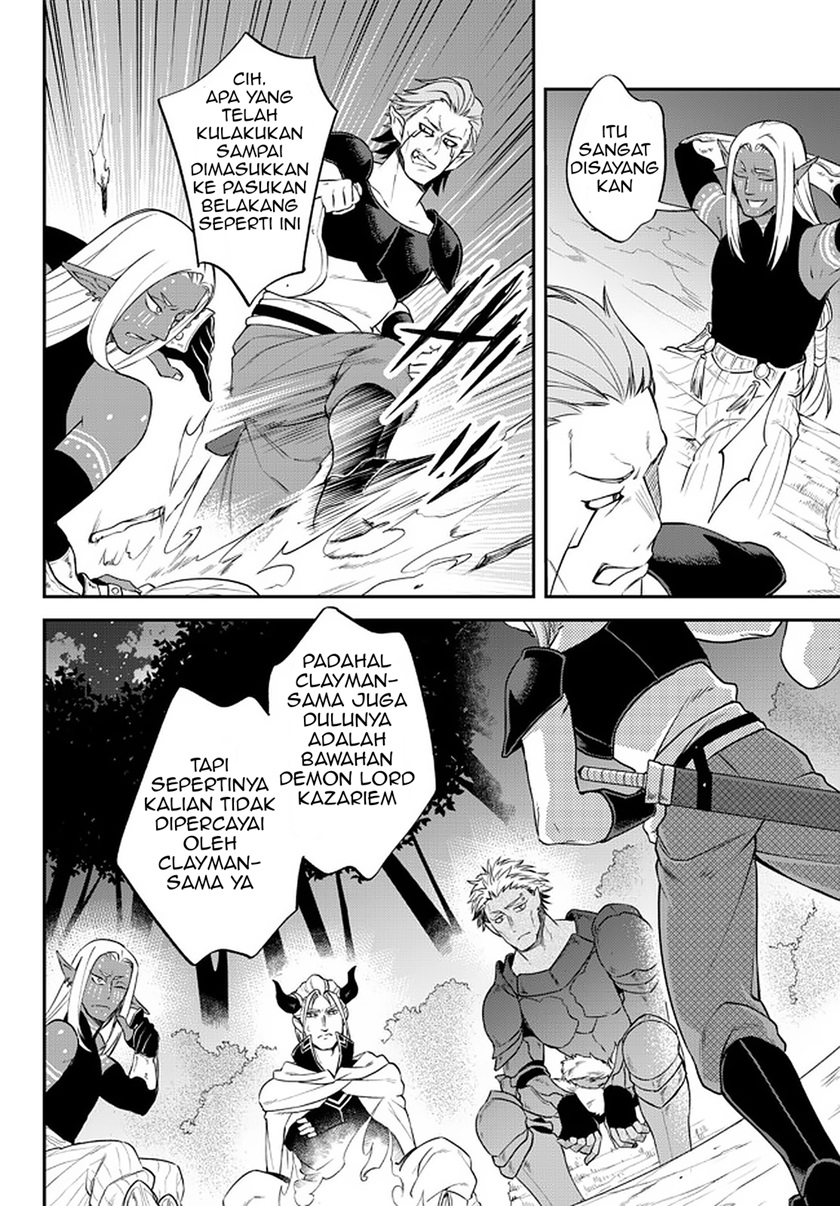 ITU
SANGAT
DISAYANG
KAN
CIH,
APA YANG
TELAH
KULAKUKAN
SAMPAI
DIMASUKKAN
KE PASUKAN
BELAKANG
SEPERTI INI
PADAHAL
CLAYMAN-
SAMA JUGA
DULUNYA
ADALAH
BAWAHAN
DEMON LORD
KAZARIEM
TAPI
SEPERTINYA
KALIAN TIDAK
DIPERCAYAI
OLEH
CLAYMAN-
SAMA YA